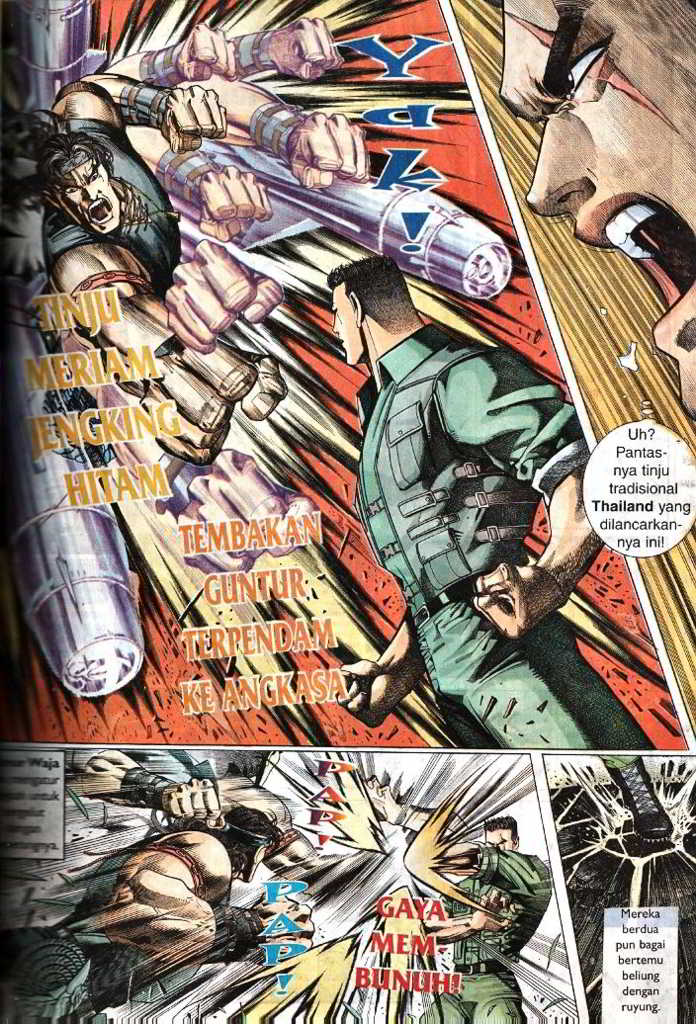 Yak!
TINJU
MERIAM
JENGKING
HITAM
TEMBAKAN
GUNTUR
TERPENDAM
KE ANGKASA
Uh?
Pantas-
nya tinju
tradisional
Thailand yang
dilancarkan-
nya ini!
Waja
PAP!
PAP!
GAYA
MEM-
BUNUH!
Mereka
berdua
pun bagai
bertemu
beliung
dengan
ruyung.